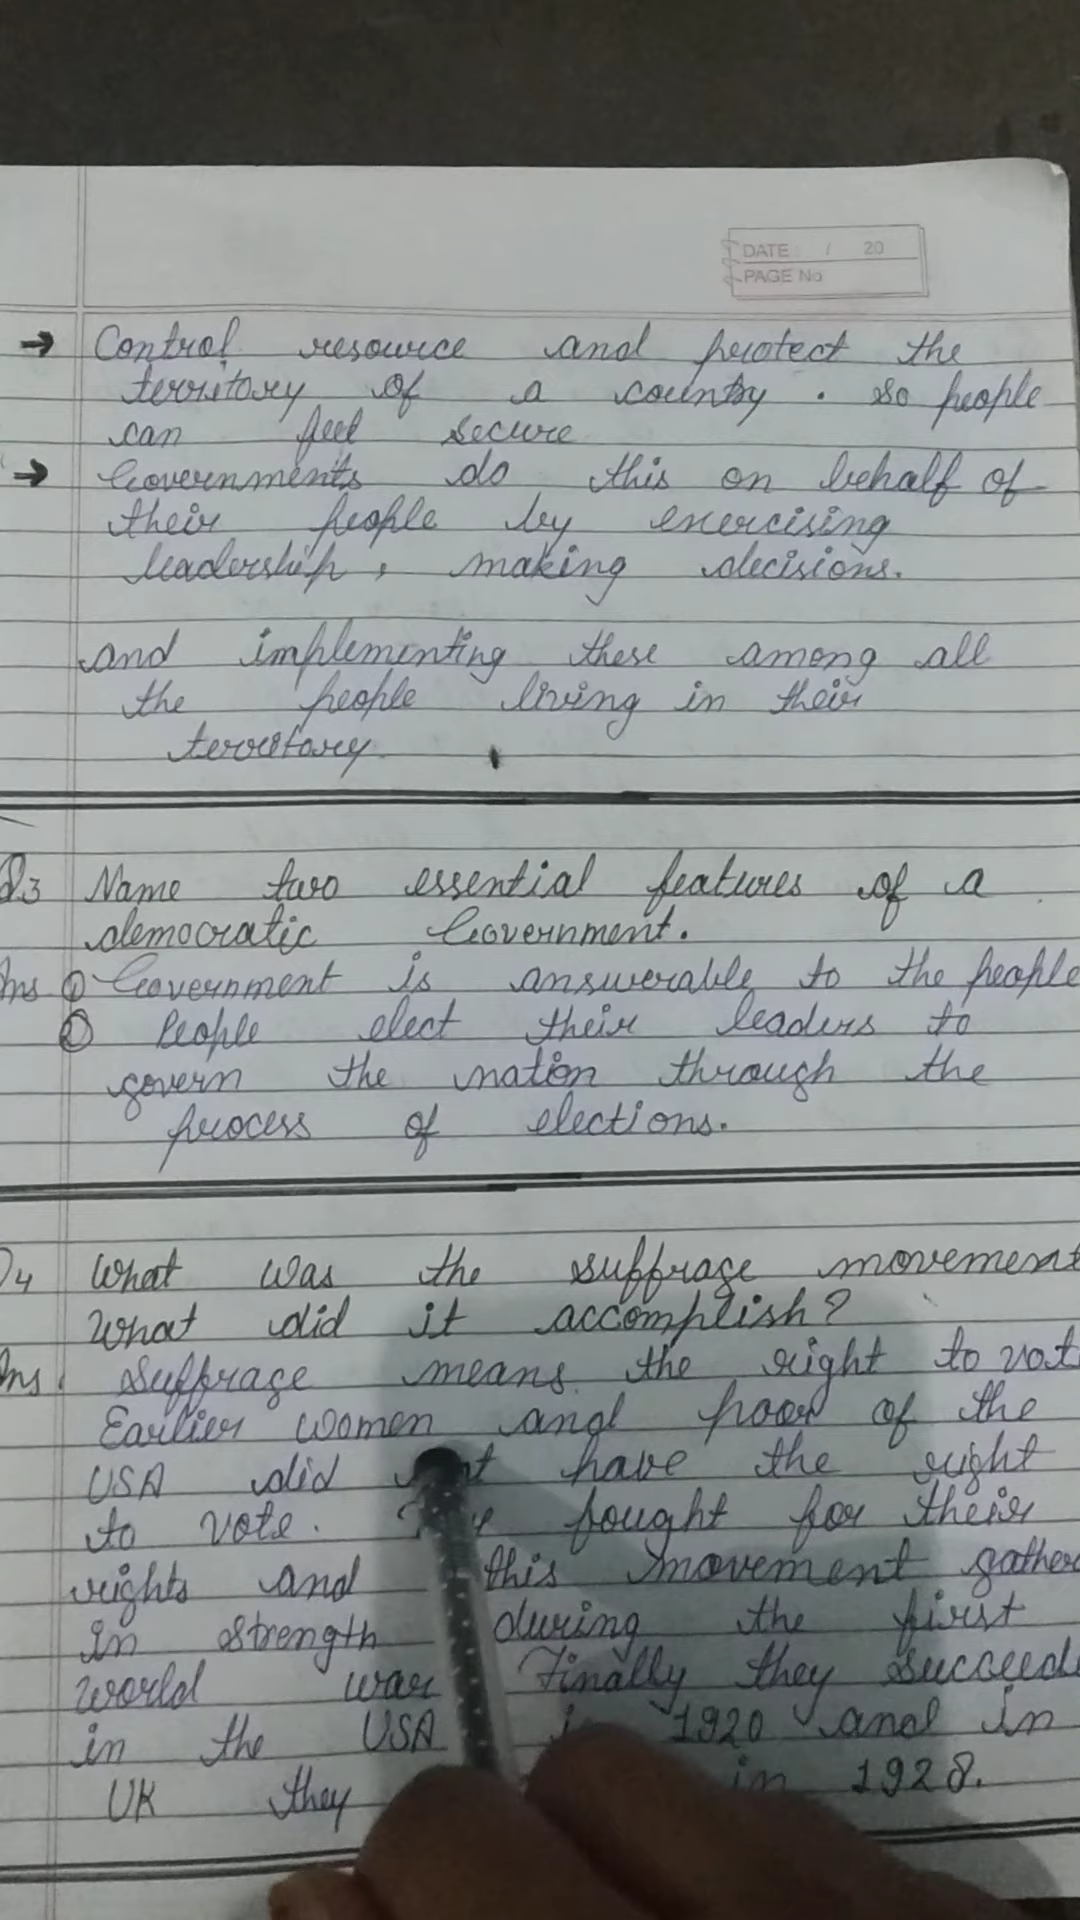 DATE / 20
PAGE No
→ Control resource and protect the
territory of a country. so people
can feel secure
→ Governments do this on behalf of
their people by exercising
leadership, making decisions.
and implementing these among all
the people living in their
territory.
Q.3 Name two essential features of a
democratic Government.
Ans ① Government is answerable to the people
② People elect their leaders to
govern the nation through the
process of elections.
Q4 What was the suffrage movement
What did it accomplish?
Ans. Suffrage means the right to vot
Earlier women and poor of the
USA did have the right
to vote. fought for their
rights and this movement gather
in strength during the first
world war Finally they succeed
in the USA 1920 and in
UK they in 1928.